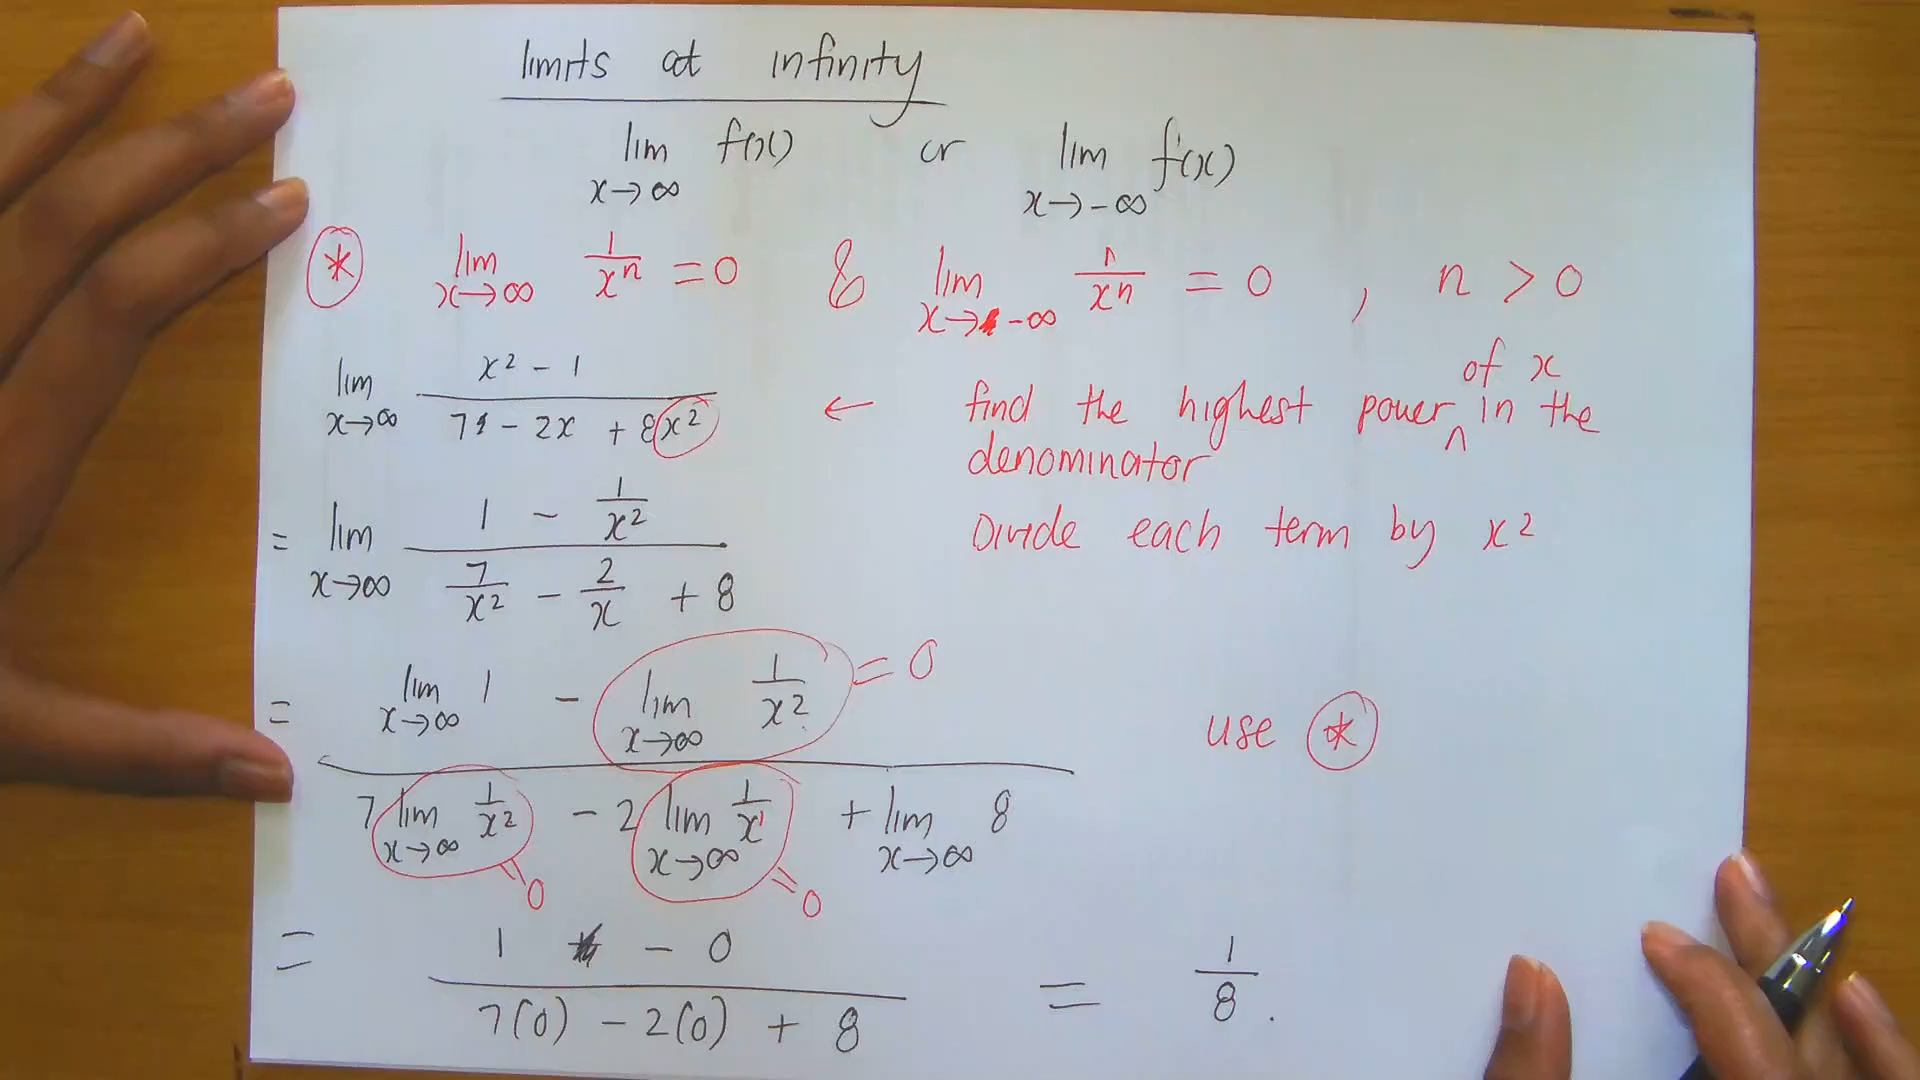 limits at infinity
lim x→∞ f(x) or lim x→-∞ f(x)
* lim x→∞ 1/xⁿ = 0 & lim x→-∞ 1/xⁿ = 0 , n > 0
lim x→∞ (x² - 1)/(7 - 2x + 8x²) ← find the highest power of x in the
denominator
= lim x→∞ (1 - 1/x²)/(7/x² - 2/x + 8) Divide each term by x²
= (lim x→∞ 1 - lim x→∞ 1/x²)/(7 lim x→∞ 1/x² - 2 lim x→∞ 1/x¹ + lim x→∞ 8) use *
= 0
= 0
= 0
= (1 - 0)/(7(0) - 2(0) + 8) = 1/8 .